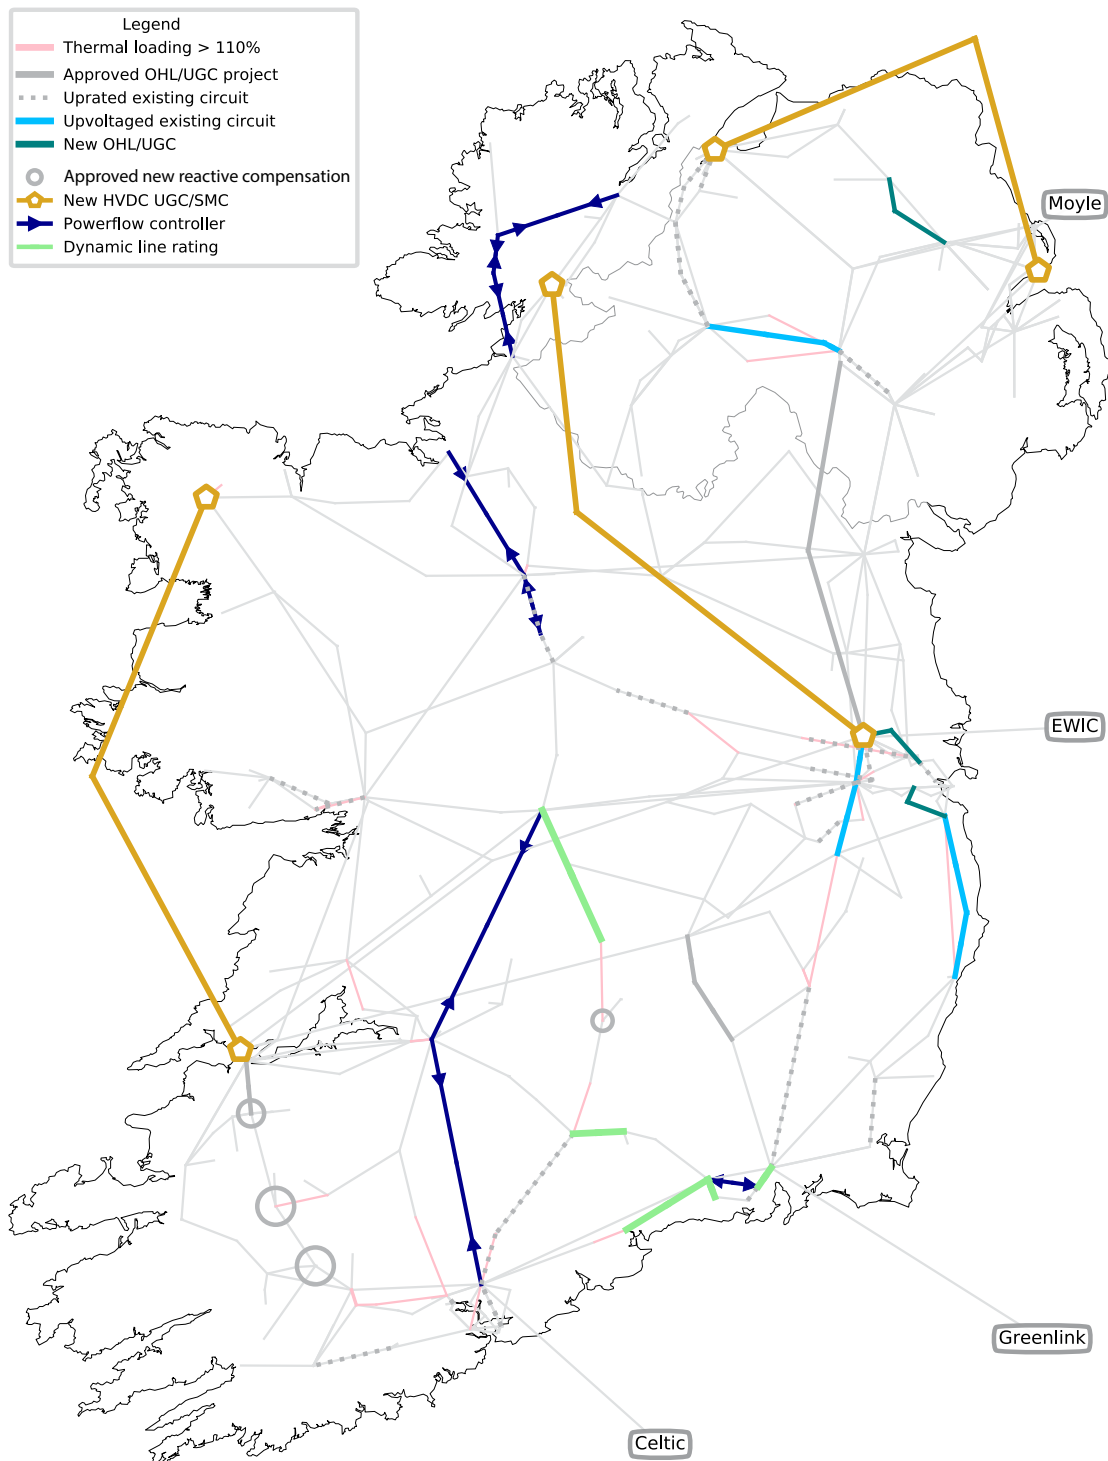 Legend
Thermal loading > 110%
Approved OHL/UGC project
Uprated existing circuit
Upvoltaged existing circuit
New OHL/UGC
Approved new reactive compensation
New HVDC UGC/SMC
Powerflow controller
Dynamic line rating
Moyle
EWIC
Greenlink
Celtic